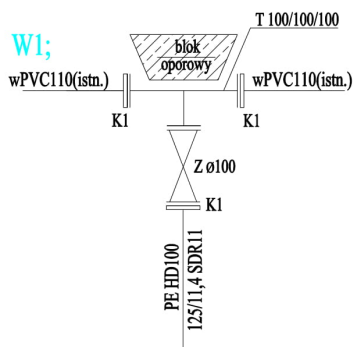 T 100/100/100
W1;
blok
oporowy
wPVC110(istn.)
wPVC110(istn.)
K1
K1
Z ø100
K1
PE HD100
125/11,4 SDR11